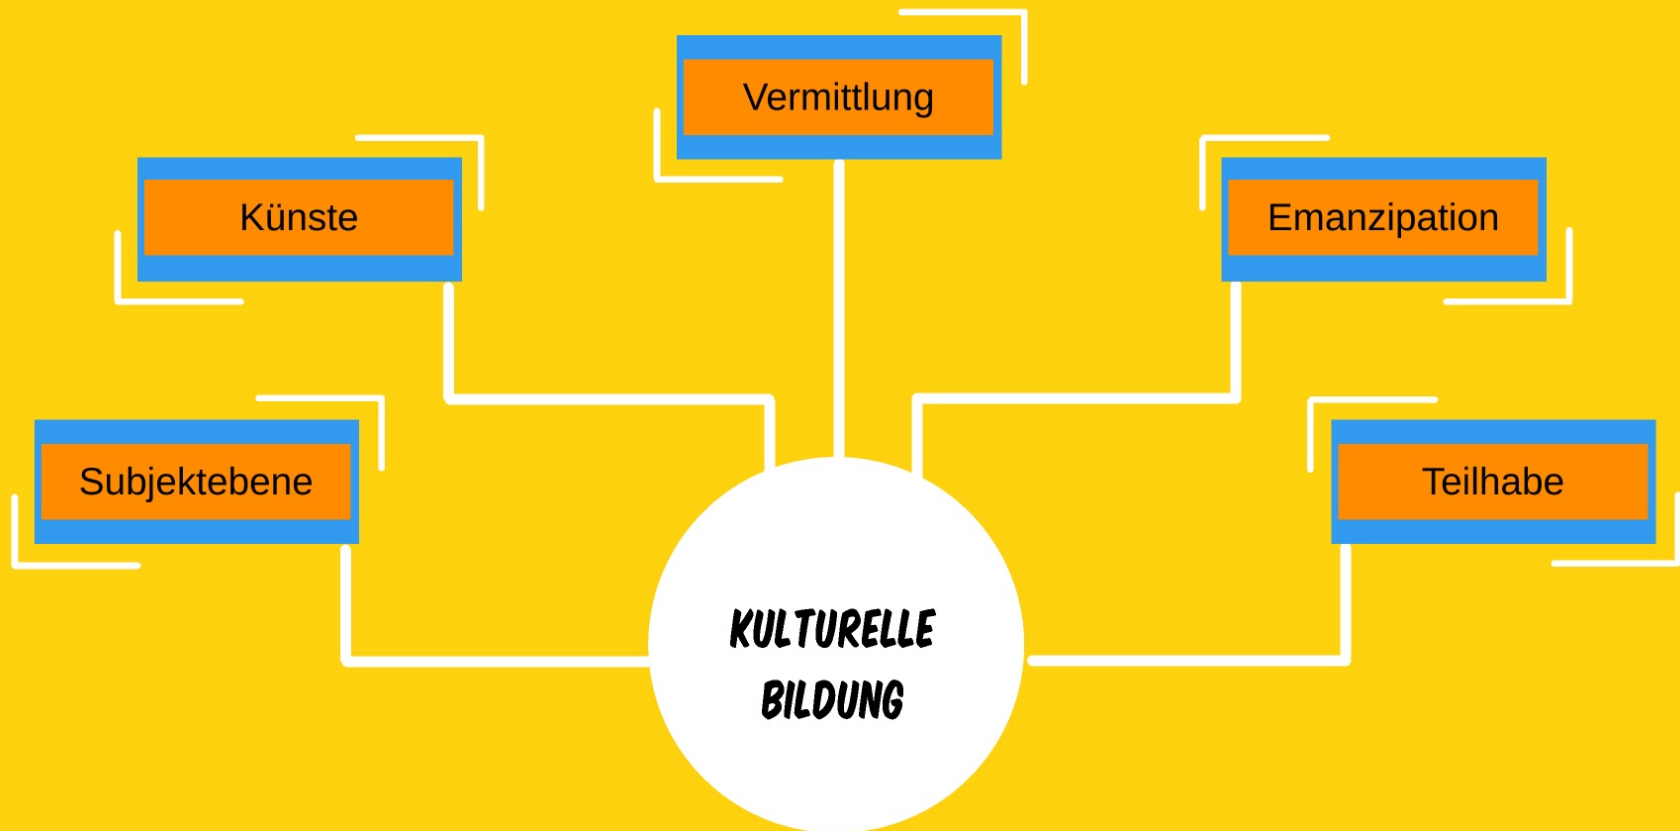 Vermittlung
Künste
Emanzipation
Subjektebene
Teilhabe
KULTURELLE
BILDUNG